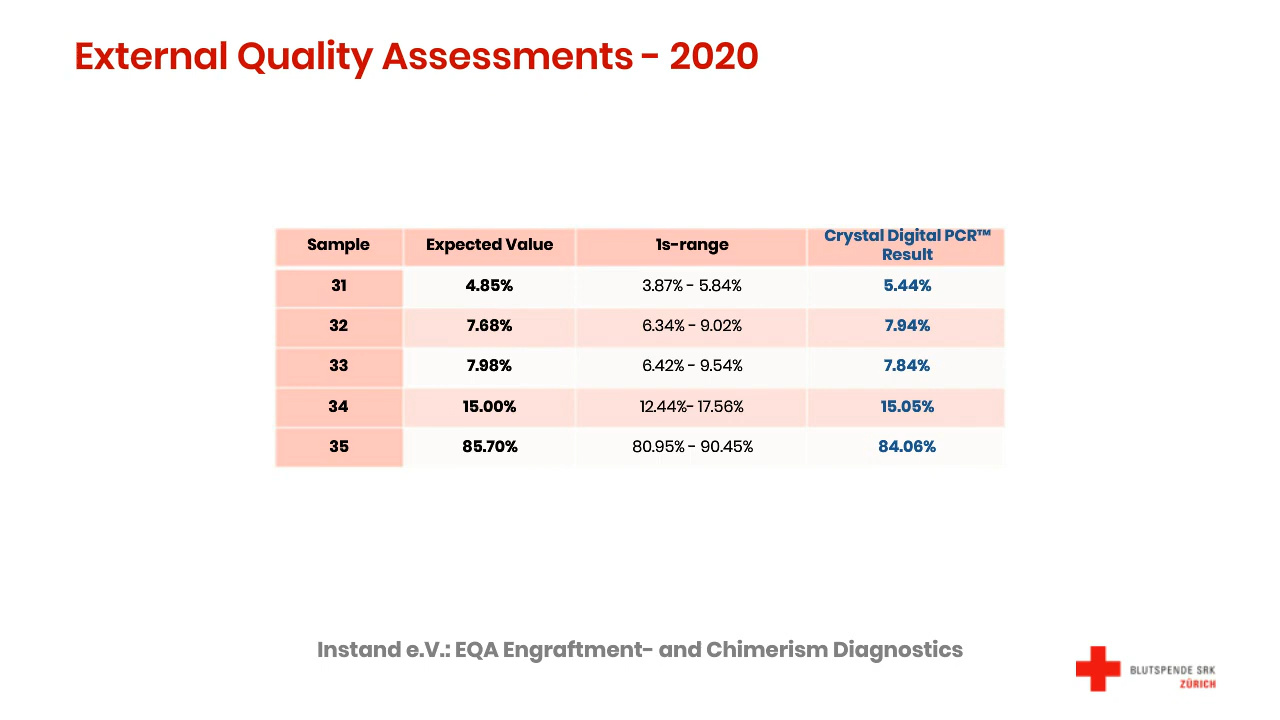 External Quality Assessments - 2020
Sample Expected Value 1s-range Crystal Digital PCR™
Result
31 4.85% 3.87% - 5.84% 5.44%
32 7.68% 6.34% - 9.02% 7.94%
33 7.98% 6.42% - 9.54% 7.84%
34 15.00% 12.44%- 17.56% 15.05%
35 85.70% 80.95% - 90.45% 84.06%
Instand e.V.: EQA Engraftment- and Chimerism Diagnostics
BLUTSPENDE SRK
ZÜRICH